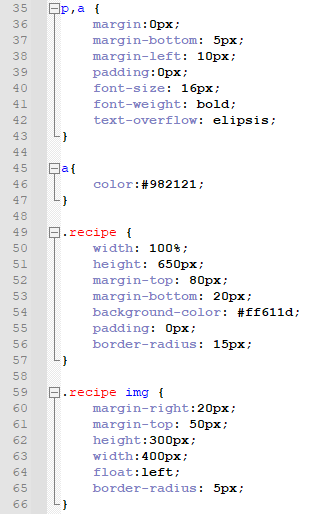 35 p,a {
36 margin:0px;
37 margin-bottom: 5px;
38 margin-left: 10px;
39 padding:0px;
40 font-size: 16px;
41 font-weight: bold;
42 text-overflow: elipsis;
43 }
44
45 a{
46 color:#982121;
47 }
48
49 .recipe {
50 width: 100%;
51 height: 650px;
52 margin-top: 80px;
53 margin-bottom: 20px;
54 background-color: #ff611d;
55 padding: 0px;
56 border-radius: 15px;
57 }
58
59 .recipe img {
60 margin-right:20px;
61 margin-top: 50px;
62 height:300px;
63 width:400px;
64 float:left;
65 border-radius: 5px;
66 }